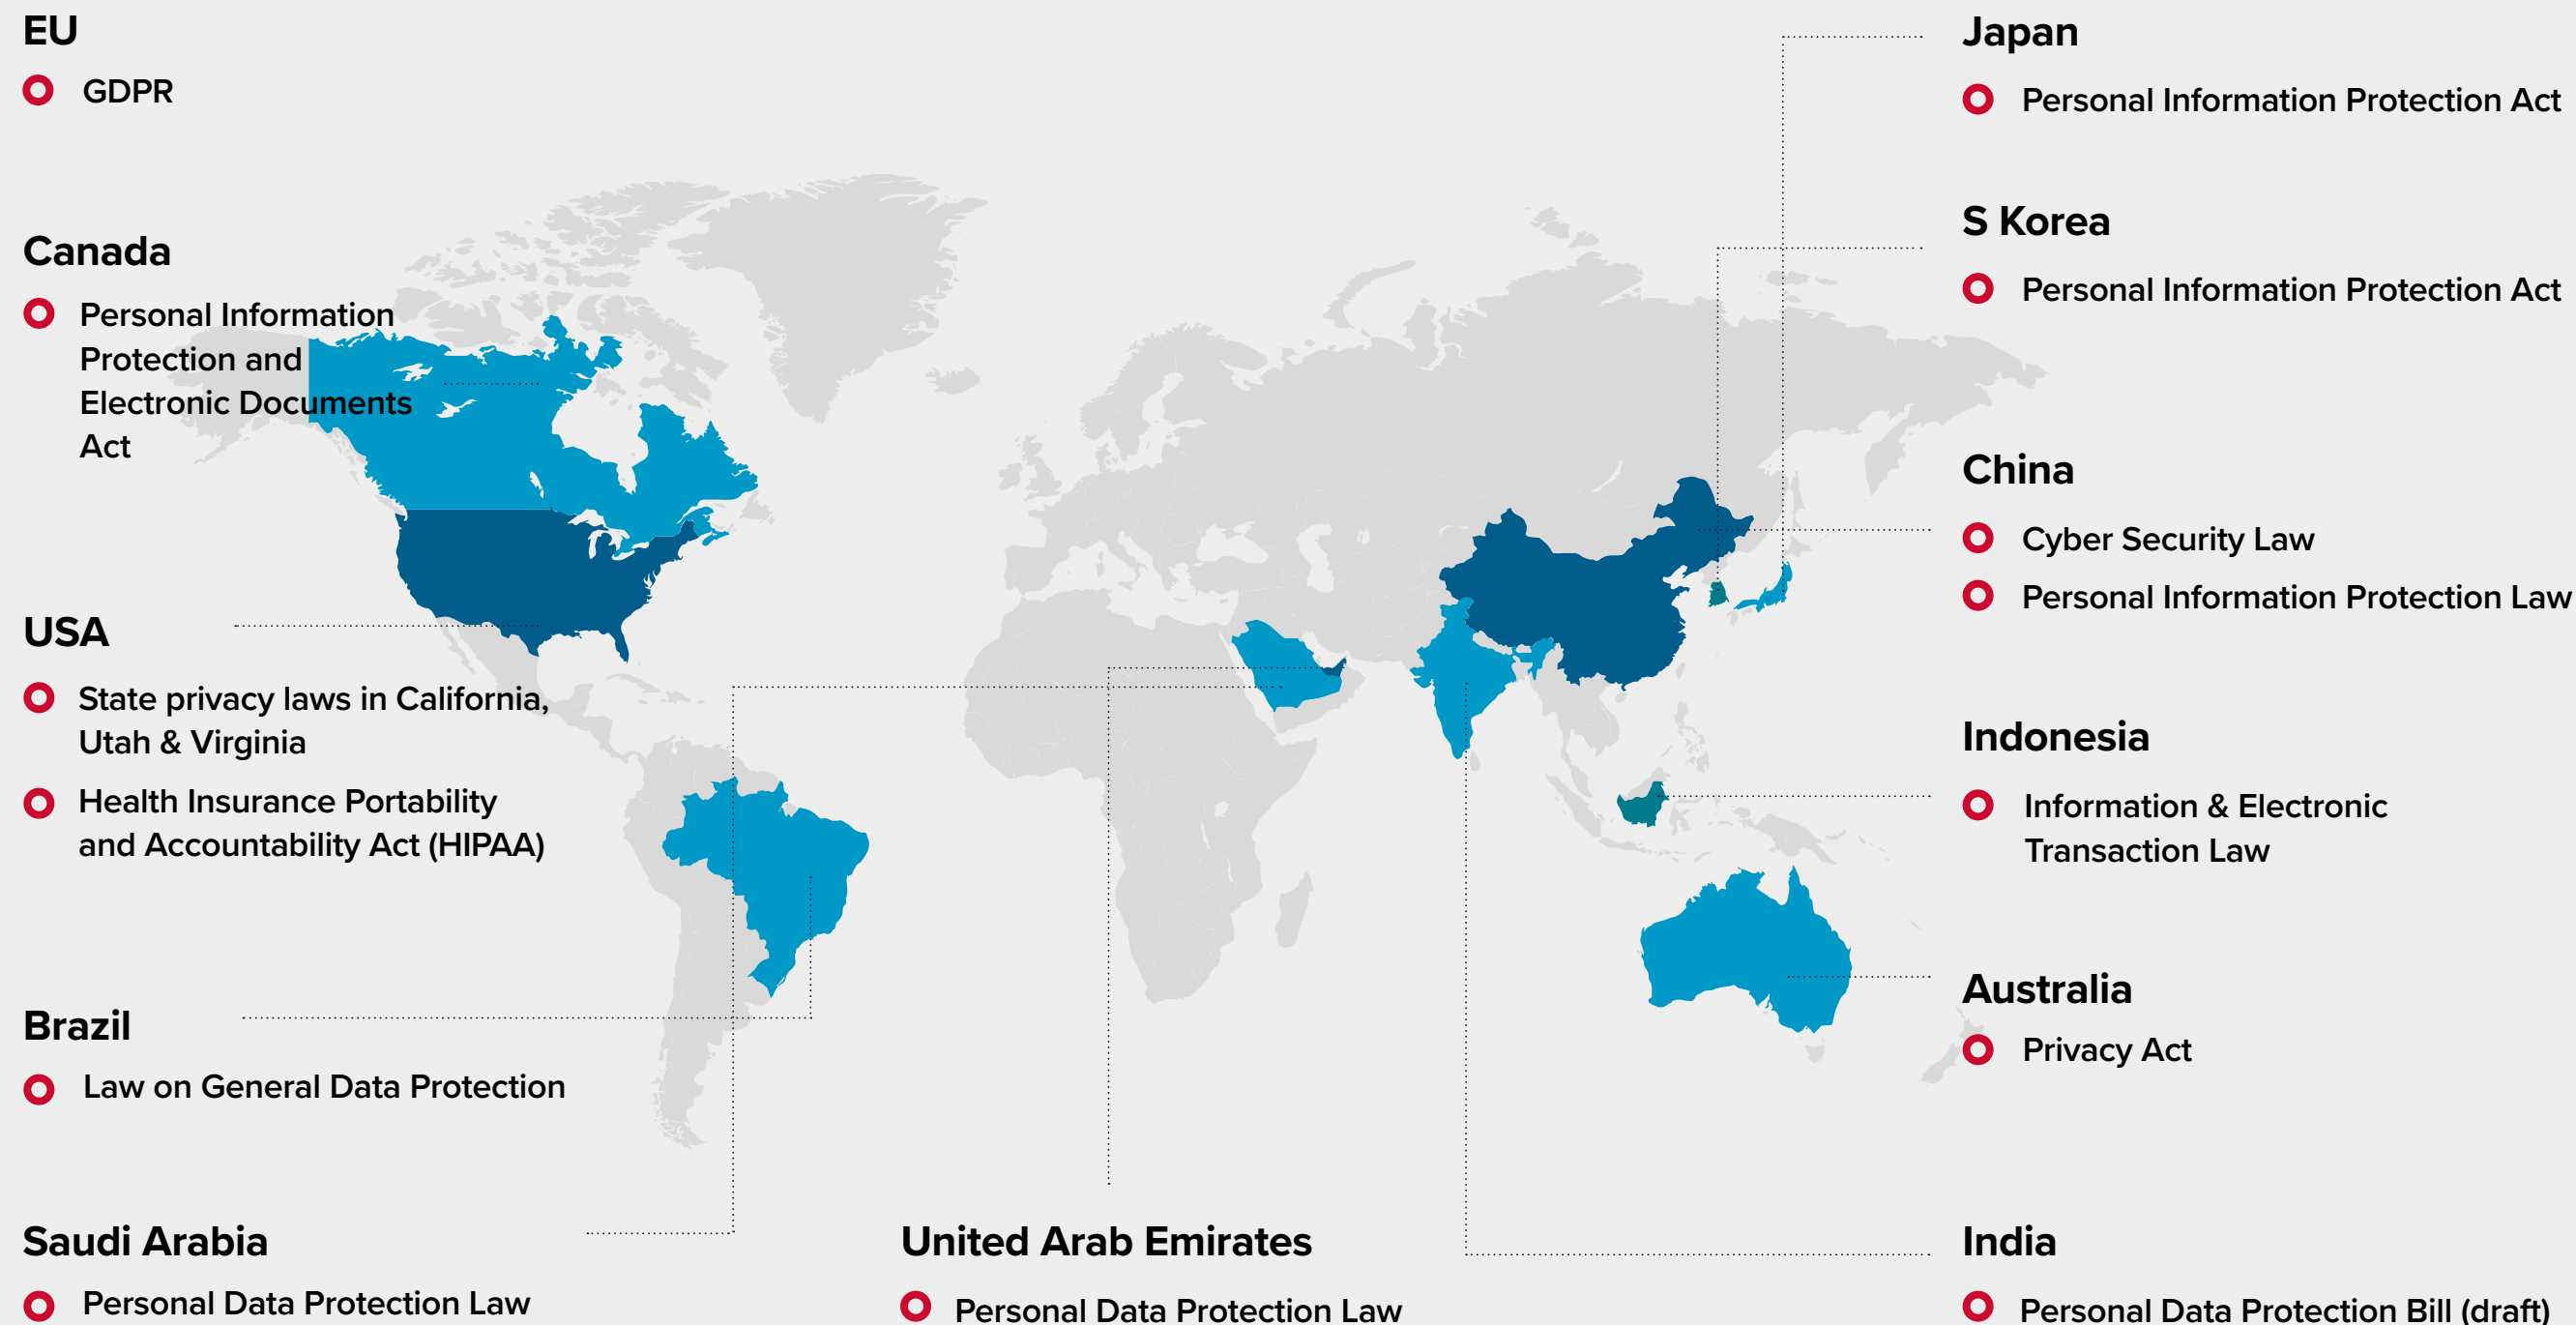 EU
GDPR
Canada
Personal Information
Protection and
Electronic Documents
Act
USA
State privacy laws in California,
Utah & Virginia
Health Insurance Portability
and Accountability Act (HIPAA)
Brazil
Law on General Data Protection
Saudi Arabia
Personal Data Protection Law
United Arab Emirates
Personal Data Protection Law
Japan
Personal Information Protection Act
S Korea
Personal Information Protection Act
China
Cyber Security Law
Personal Information Protection Law
Indonesia
Information & Electronic
Transaction Law
Australia
Privacy Act
India
Personal Data Protection Bill (draft)